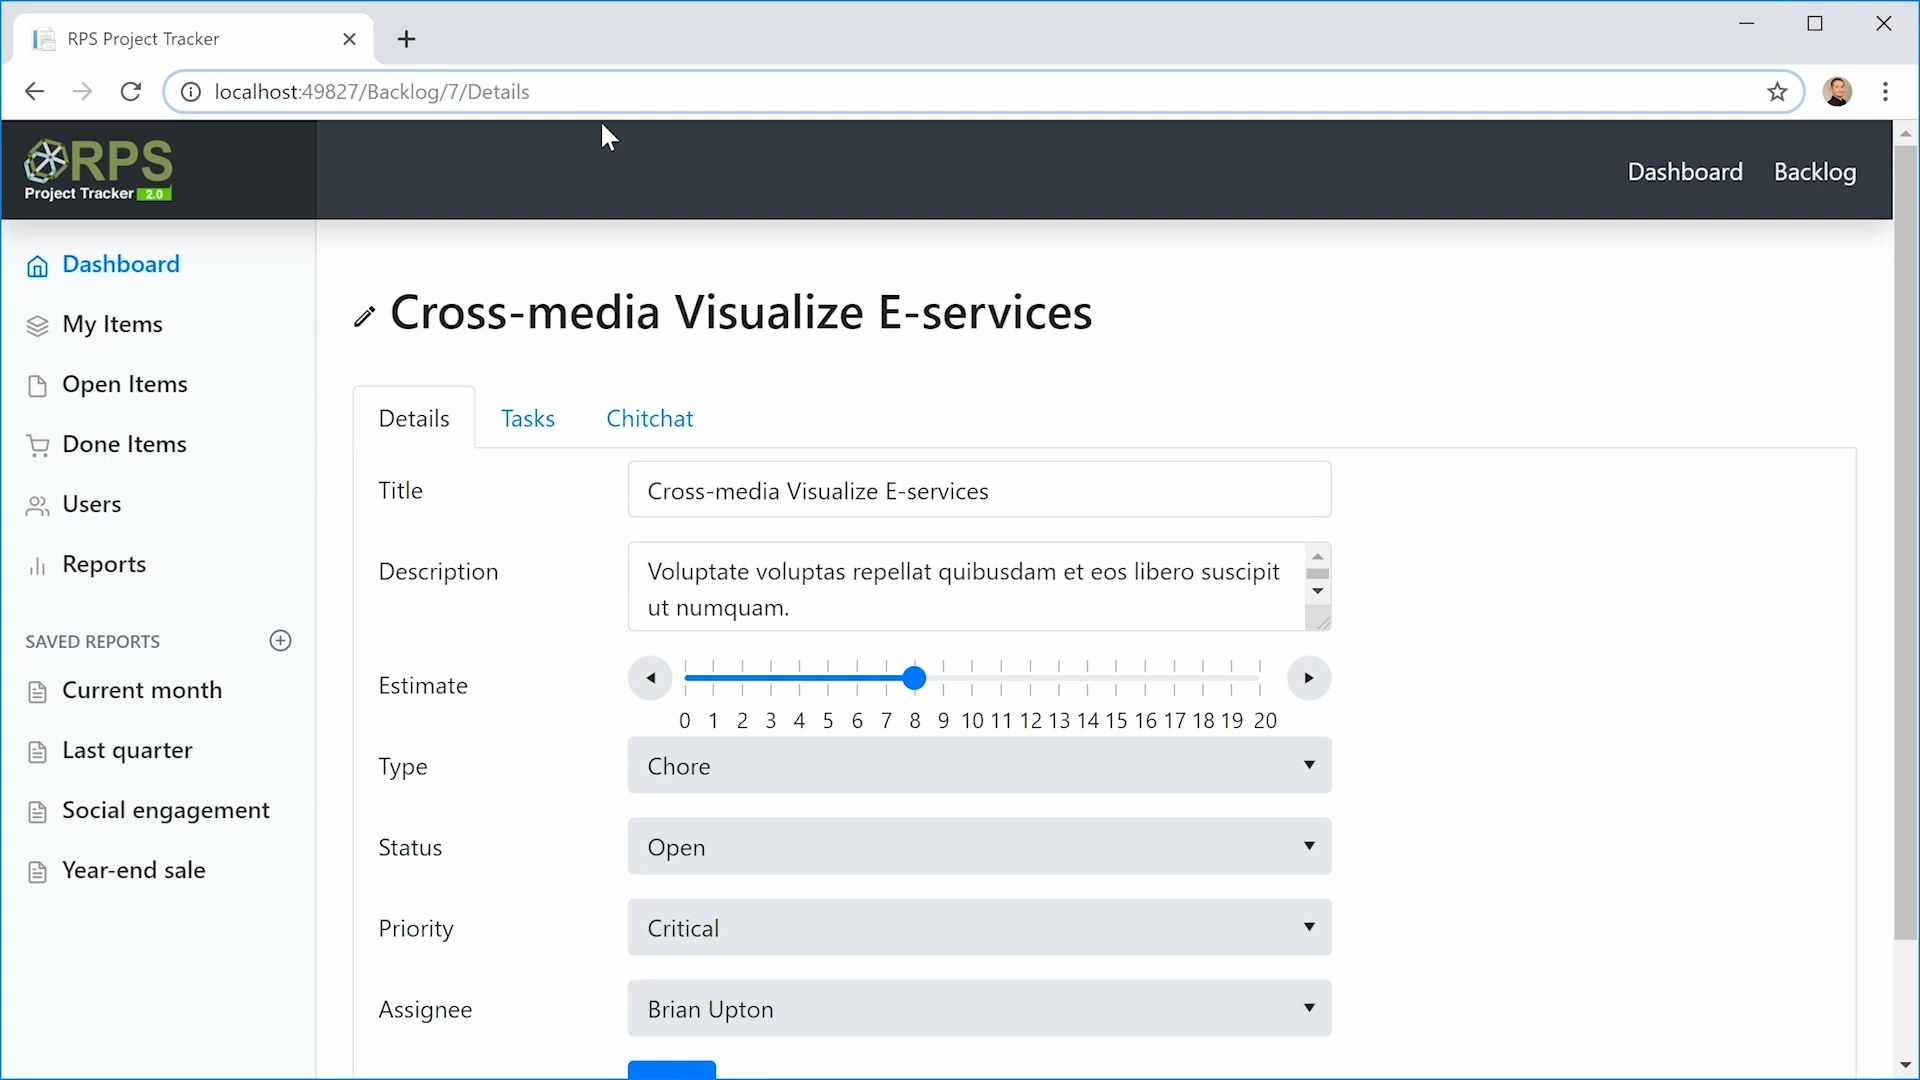 RPS Project Tracker
localhost:49827/Backlog/7/Details
RPS
Project Tracker 2.0
Dashboard Backlog
Dashboard
My Items
Open Items
Done Items
Users
Reports
SAVED REPORTS
Current month
Last quarter
Social engagement
Year-end sale
Cross-media Visualize E-services
Details Tasks Chitchat
Title Cross-media Visualize E-services
Description Voluptate voluptas repellat quibusdam et eos libero suscipit
ut numquam.
Estimate
0 1 2 3 4 5 6 7 8 9 10 11 12 13 14 15 16 17 18 19 20
Type Chore
Status Open
Priority Critical
Assignee Brian Upton